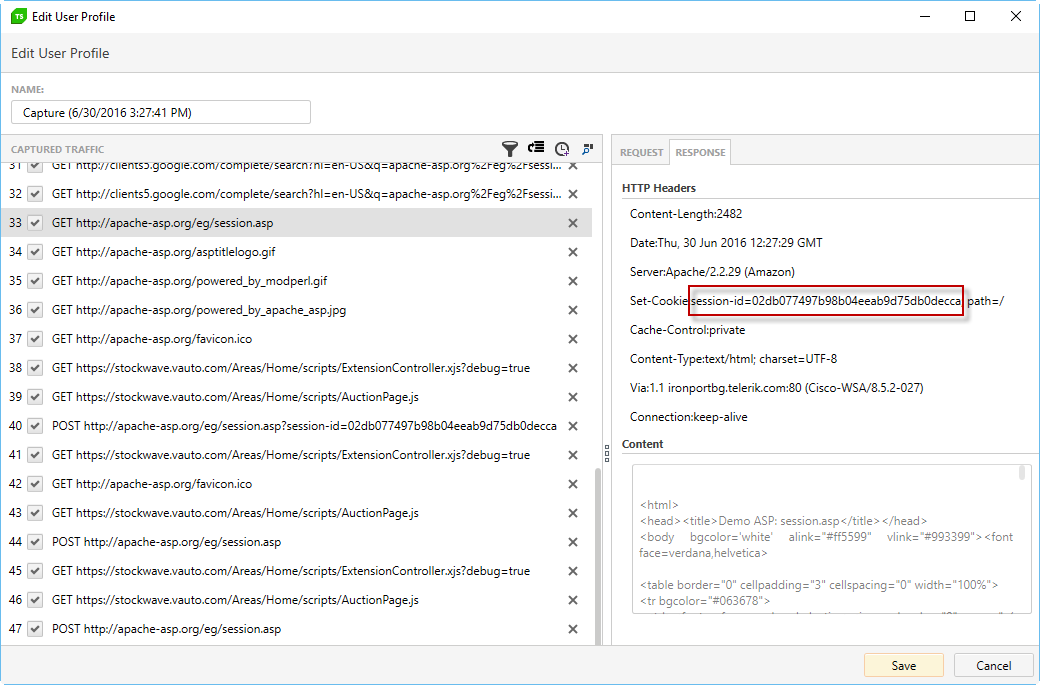 TS Edit User Profile
Edit User Profile
NAME:
Capture (6/30/2016 3:27:41 PM)
CAPTURED TRAFFIC
31 GET http://clients5.google.com/complete/search?hl=en-US&q=apache-asp.org%2Feg%2Fsessi...
32 GET http://clients5.google.com/complete/search?hl=en-US&q=apache-asp.org%2Feg%2Fsessi...
33 GET http://apache-asp.org/eg/session.asp
34 GET http://apache-asp.org/asptitlelogo.gif
35 GET http://apache-asp.org/powered_by_modperl.gif
36 GET http://apache-asp.org/powered_by_apache_asp.jpg
37 GET http://apache-asp.org/favicon.ico
38 GET https://stockwave.vauto.com/Areas/Home/scripts/ExtensionController.xjs?debug=true
39 GET https://stockwave.vauto.com/Areas/Home/scripts/AuctionPage.js
40 POST http://apache-asp.org/eg/session.asp?session-id=02db077497b98b04eeab9d75db0decca
41 GET https://stockwave.vauto.com/Areas/Home/scripts/ExtensionController.xjs?debug=true
42 GET http://apache-asp.org/favicon.ico
43 GET https://stockwave.vauto.com/Areas/Home/scripts/AuctionPage.js
44 POST http://apache-asp.org/eg/session.asp
45 GET https://stockwave.vauto.com/Areas/Home/scripts/ExtensionController.xjs?debug=true
46 GET https://stockwave.vauto.com/Areas/Home/scripts/AuctionPage.js
47 POST http://apache-asp.org/eg/session.asp
REQUEST RESPONSE
HTTP Headers
Content-Length:2482
Date:Thu, 30 Jun 2016 12:27:29 GMT
Server:Apache/2.2.29 (Amazon)
Set-Cookie:session-id=02db077497b98b04eeab9d75db0decca; path=/
Cache-Control:private
Content-Type:text/html; charset=UTF-8
Via:1.1 ironportbg.telerik.com:80 (Cisco-WSA/8.5.2-027)
Connection:keep-alive
Content
<html>
<head><title>Demo ASP: session.asp</title></head>
<body bgcolor='white' alink="#ff5599" vlink="#993399"><font
face=verdana,helvetica>
<table border="0" cellpadding="3" cellspacing="0" width="100%">
<tr bgcolor="#063678">
Save
Cancel